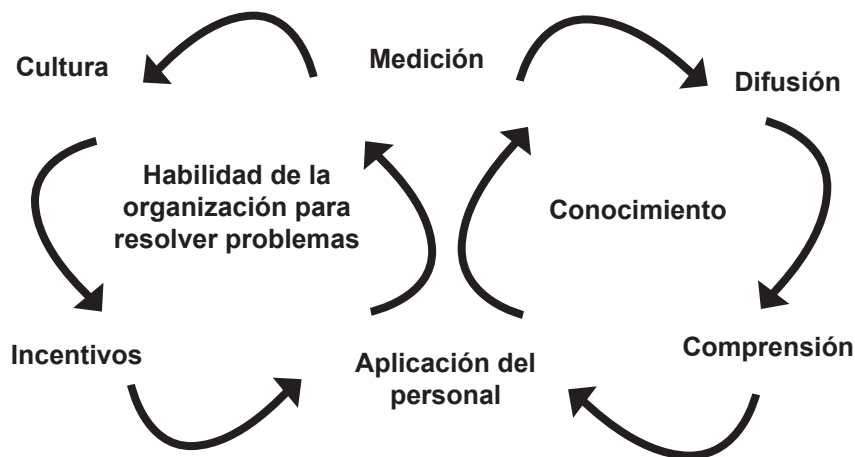 Cultura
Medición
Difusión
Habilidad de la
organización para
resolver problemas
Conocimiento
Incentivos
Aplicación del
personal
Comprensión